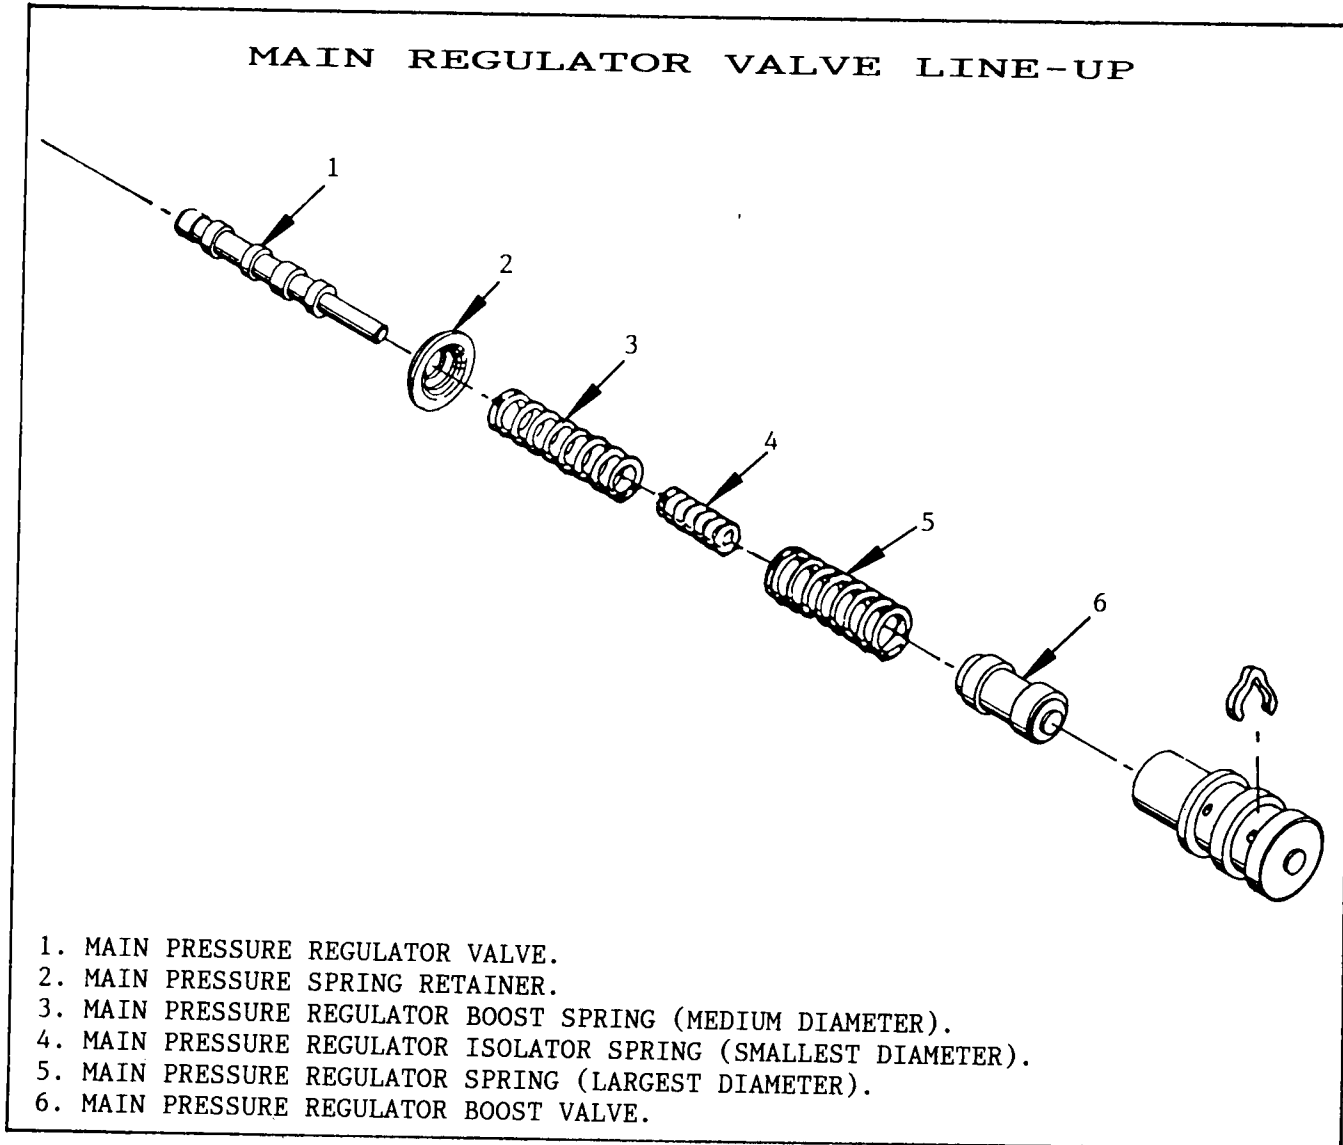 MAIN REGULATOR VALVE LINE-UP
1
2
3
4
5
6
1. MAIN PRESSURE REGULATOR VALVE.
2. MAIN PRESSURE SPRING RETAINER.
3. MAIN PRESSURE REGULATOR BOOST SPRING (MEDIUM DIAMETER).
4. MAIN PRESSURE REGULATOR ISOLATOR SPRING (SMALLEST DIAMETER).
5. MAIN PRESSURE REGULATOR SPRING (LARGEST DIAMETER).
6. MAIN PRESSURE REGULATOR BOOST VALVE.